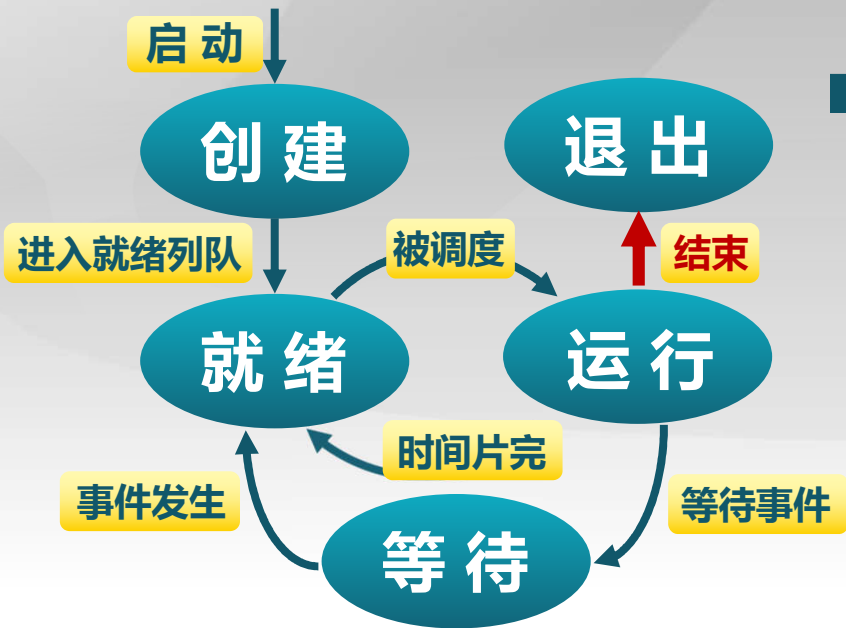 启动
创建
退出
进入就绪列队
被调度
结束
就绪
运行
时间片完
事件发生
等待事件
等待